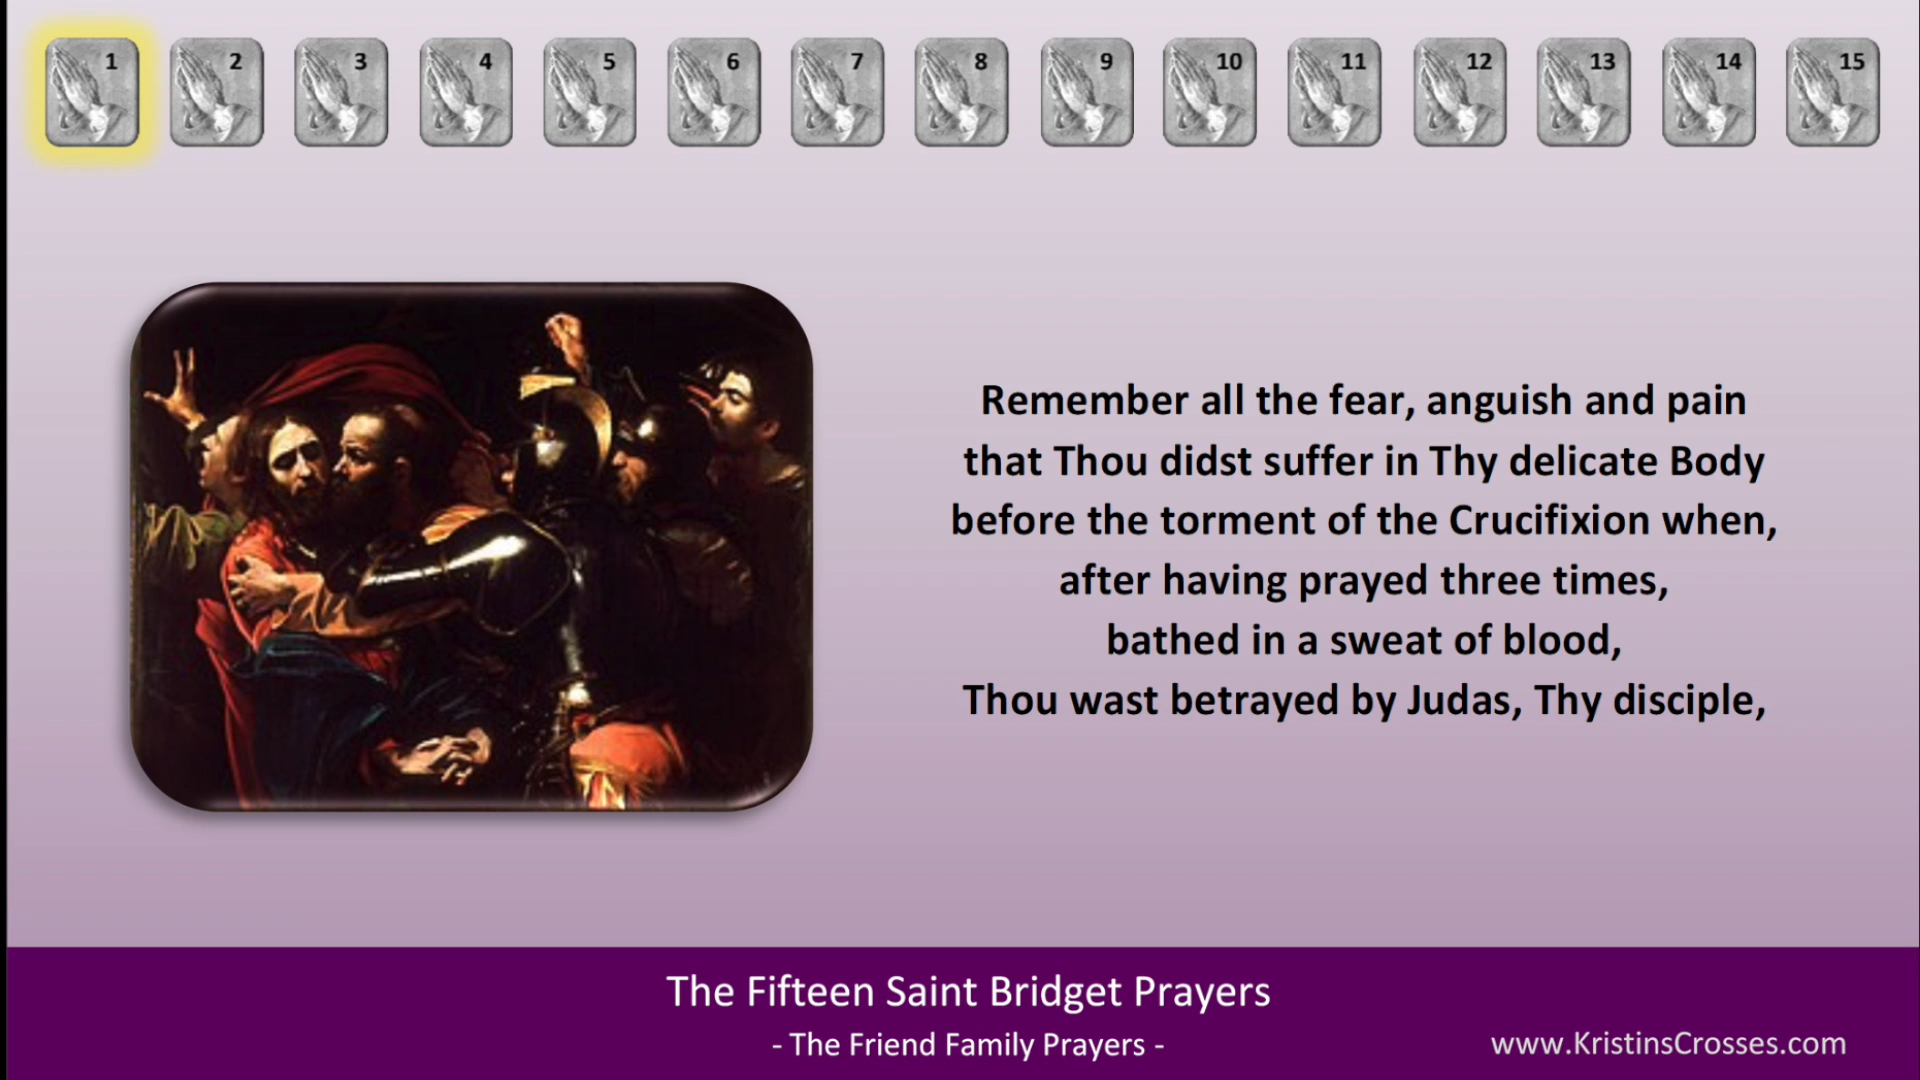 1 2 3 4 5 6 7 8 9 10 11 12 13 14 15
Remember all the fear, anguish and pain
that Thou didst suffer in Thy delicate Body
before the torment of the Crucifixion when,
after having prayed three times,
bathed in a sweat of blood,
Thou wast betrayed by Judas, Thy disciple,
The Fifteen Saint Bridget Prayers
- The Friend Family Prayers -
www.KristinsCrosses.com